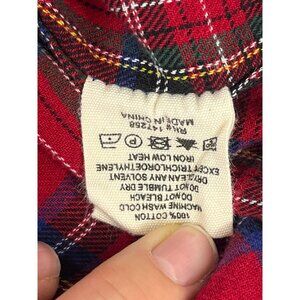 100% COTTON
MACHINE WASH COLD
DO NOT BLEACH
DO NOT TUMBLE DRY
DRYCLEAN ANY SOLVENT
EXCEPT TRICHLOROETHYLENE
IRON LOW HEAT
MADE IN CHINA
RN# 147258